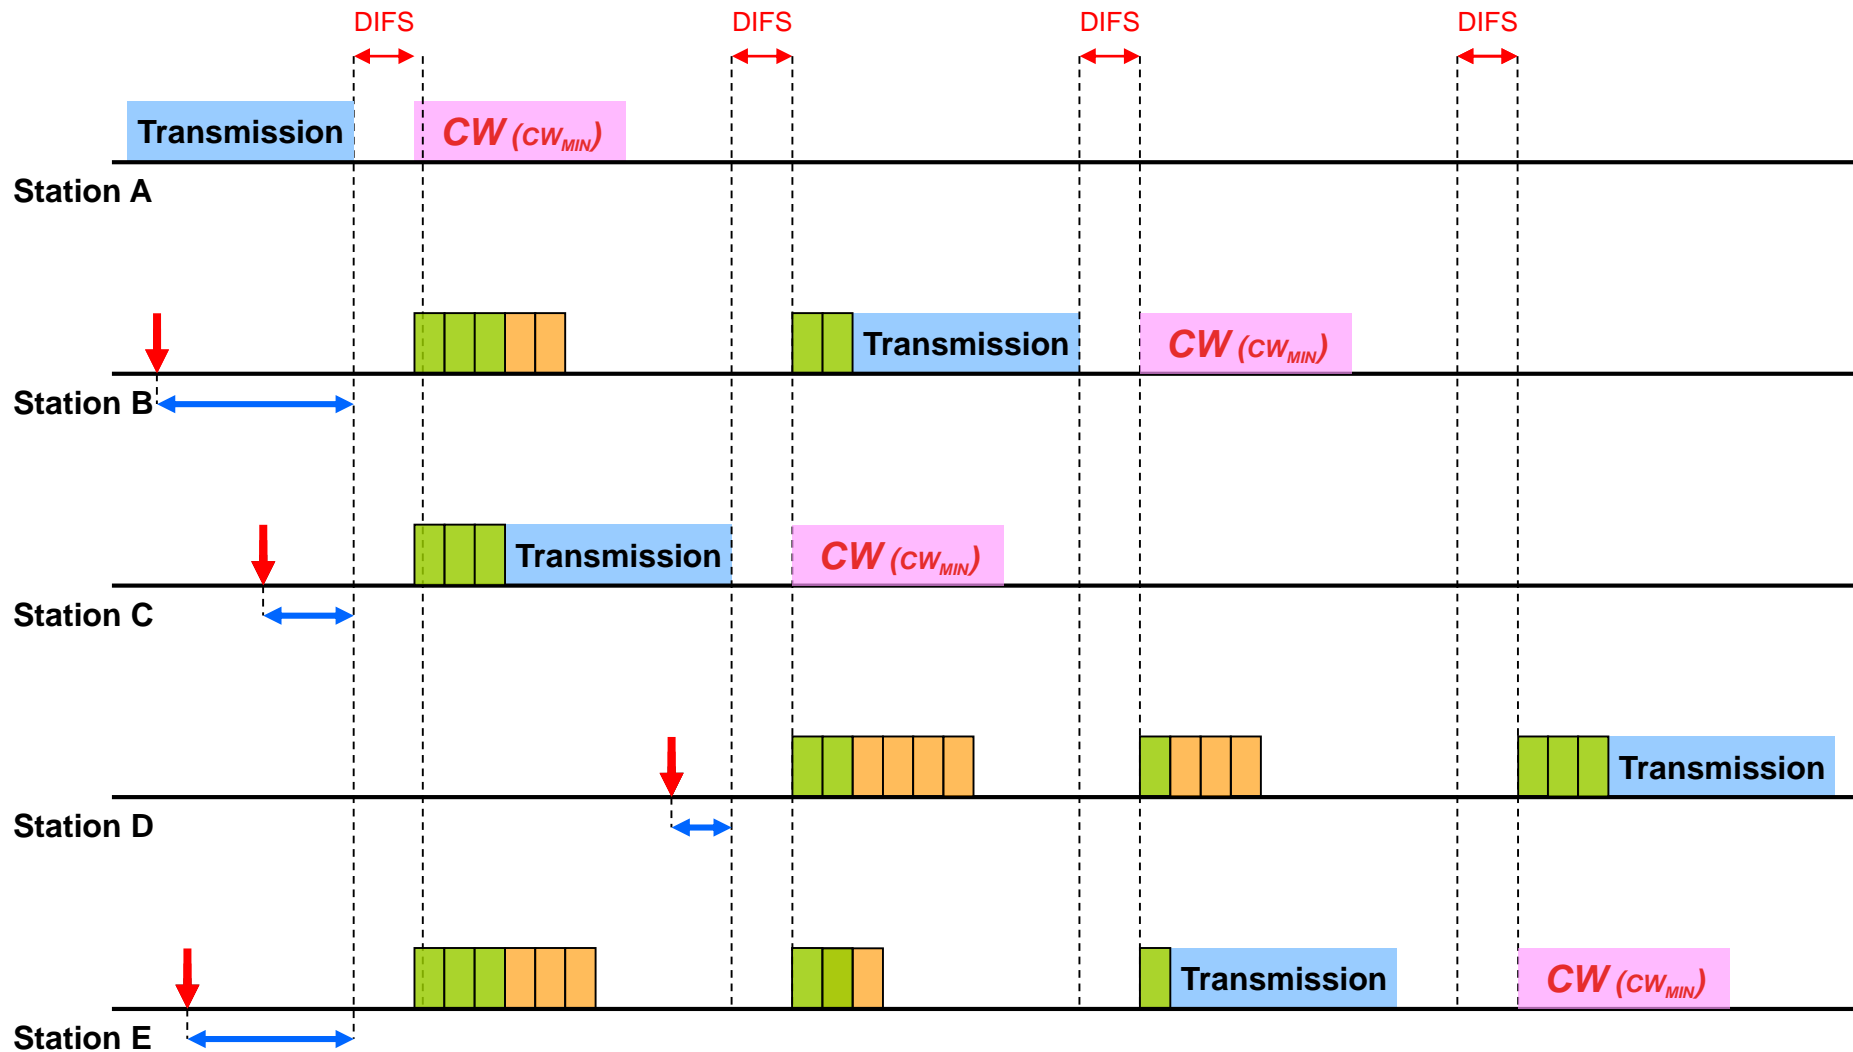 DIFS DIFS DIFS DIFS
Transmission CW (CWMIN)
Station A
Transmission CW (CWMIN)
Station B
Transmission CW (CWMIN)
Station C
Transmission
Station D
Transmission CW (CWMIN)
Station E